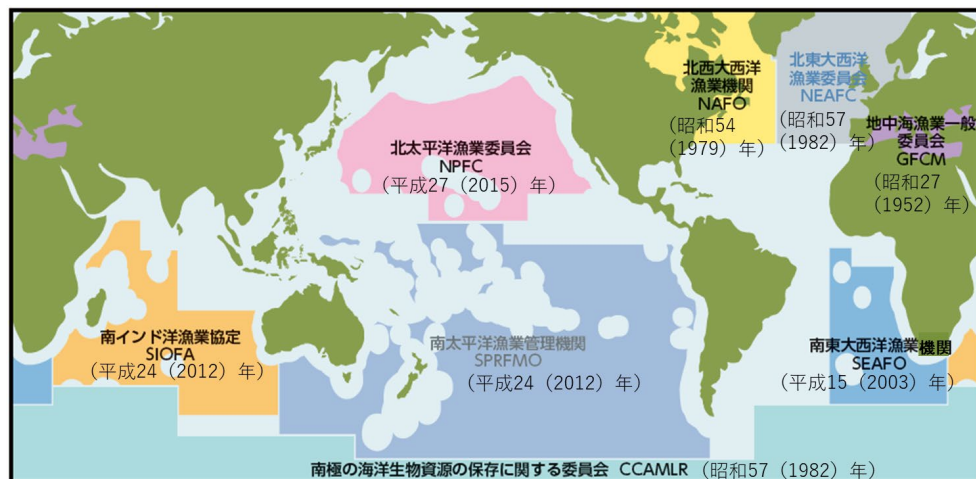 北西大西洋
漁業機関
NAFO
（昭和54
（1979）年）
北東大西洋
漁業委員会
NEAFC
（昭和57
（1982）年）
地中海漁業一般
委員会
GFCM
（昭和27
（1952）年）
北太平洋漁業委員会
NPFC
（平成27（2015）年）
南インド洋漁業協定
SIOFA
（平成24（2012）年）
南太平洋漁業管理機関
SPRFMO
（平成24（2012）年）
南東大西洋漁業機関
SEAFO
（平成15（2003）年）
南極の海洋生物資源の保存に関する委員会 CCAMLR （昭和57（1982）年）